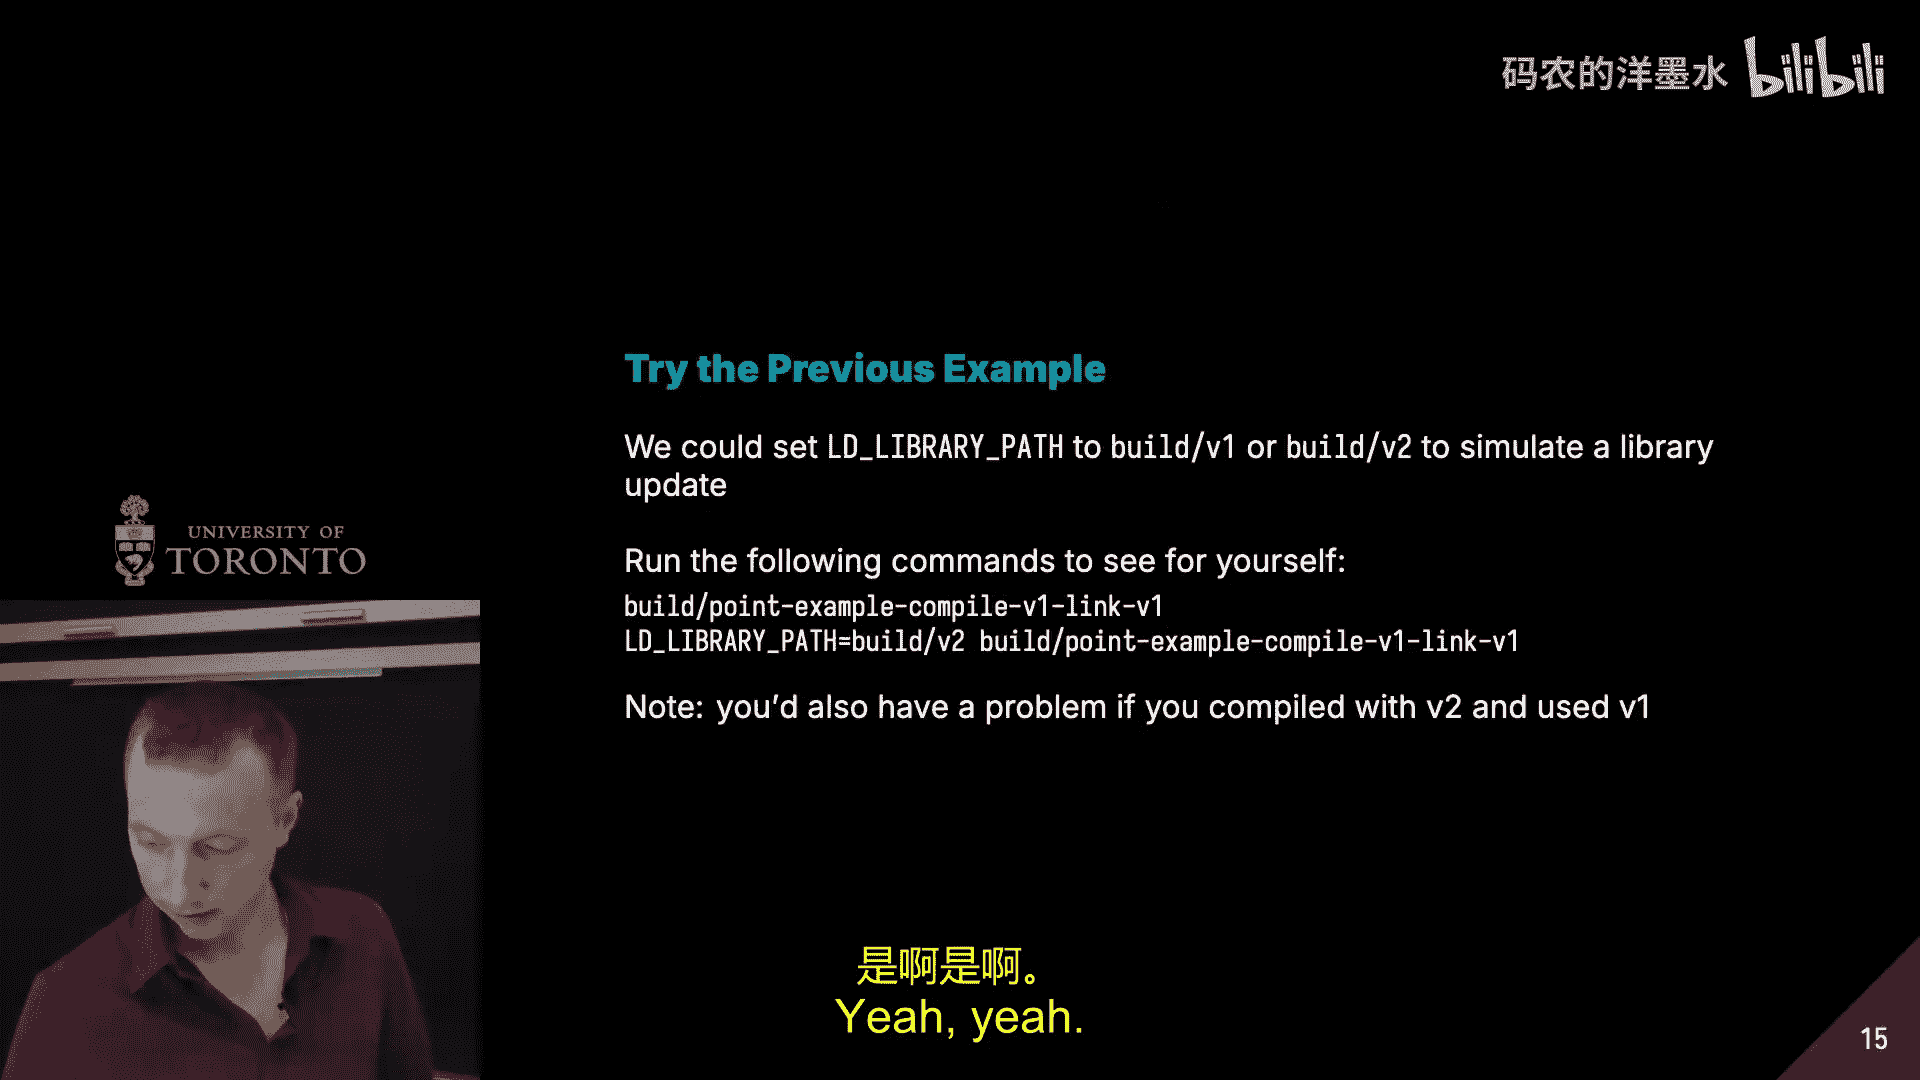 码农的洋墨水 bilibili
Try the Previous Example
We could set LD_LIBRARY_PATH to build/v1 or build/v2 to simulate a library
update
Run the following commands to see for yourself:
build/point-example-compile-v1-link-v1
LD_LIBRARY_PATH=build/v2 build/point-example-compile-v1-link-v1
Note: you’d also have a problem if you compiled with v2 and used v1
UNIVERSITY OF
TORONTO
是啊是啊。
Yeah, yeah.
15